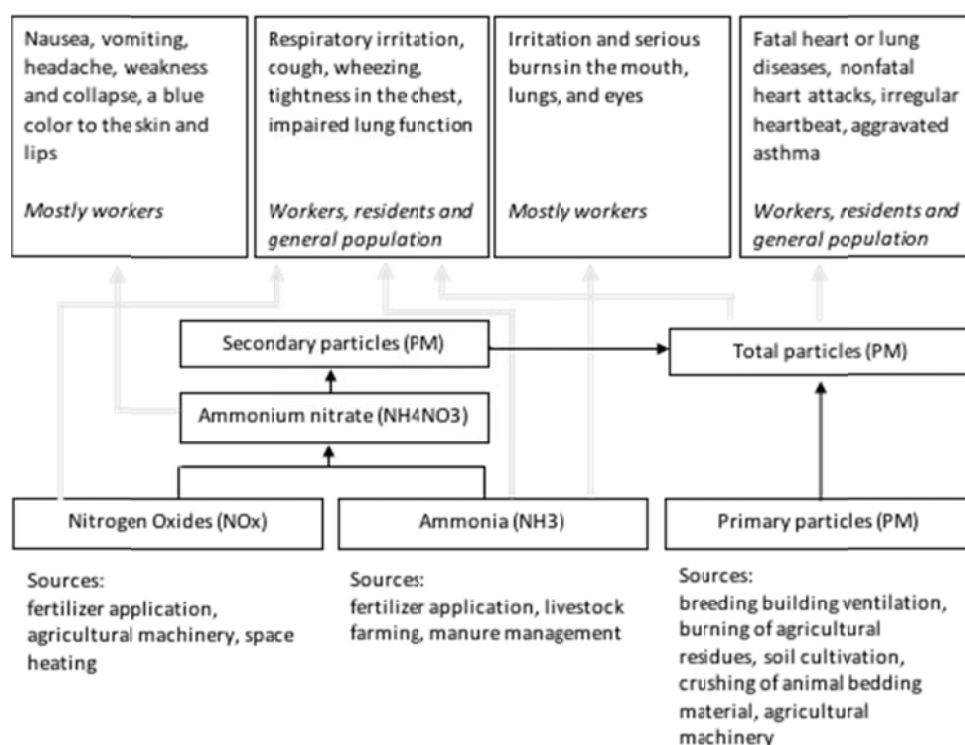 Nausea, vomiting,
headache, weakness
and collapse, a blue
color to the skin and
lips
Mostly workers
Respiratory irritation,
cough, wheezing,
tightness in the chest,
impaired lung function
Workers, residents and
general population
Irritation and serious
burns in the mouth,
lungs, and eyes
Mostly workers
Fatal heart or lung
diseases, nonfatal
heart attacks, irregular
heartbeat, aggravated
asthma
Workers, residents and
general population
Secondary particles (PM)
Total particles (PM)
Ammonium nitrate (NH4NO3)
Nitrogen Oxides (NOx)
Ammonia (NH3)
Primary particles (PM)
Sources:
fertilizer application,
agricultural machinery, space
heating
Sources:
fertilizer application, livestock
farming, manure management
Sources:
breeding building ventilation,
burning of agricultural
residues, soil cultivation,
crushing of animal bedding
material, agricultural
machinery